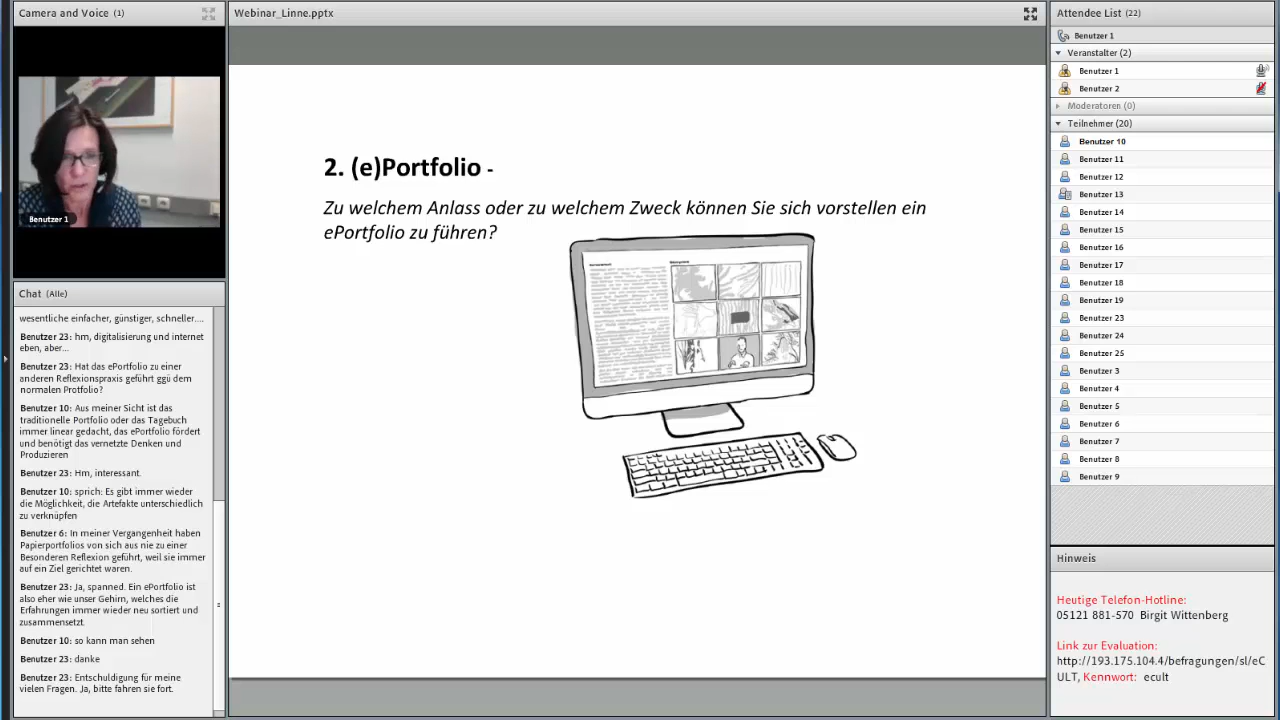 Camera and Voice (1)
Benutzer 1
Chat (Alle)
wesentliche einfacher, günstiger, schneller...
Benutzer 23: hm, digitalisierung und internet
eben, aber...
Benutzer 23: Hat das ePortfolio zu einer
anderen Reflexionspraxis geführt ggü dem
normalen Protfolio?
Benutzer 10: Aus meiner Sicht ist das
traditionelle Portfolio oder das Tagebuch
immer linear gedacht, das ePortfolio fördert
und benötigt das vernetzte Denken und
Produzieren
Benutzer 23: Hm, interessant.
Benutzer 10: sprich: Es gibt immer wieder
die Möglichkeit, die Artefakte unterschiedlich
zu verknüpfen
Benutzer 6: In meiner Vergangenheit haben
Papierportfolios von sich aus nie zu einer
Besonderen Reflexion geführt, weil sie immer
auf ein Ziel gerichtet waren.
Benutzer 23: Ja, spanned. Ein ePortfolio ist
also eher wie unser Gehirn, welches die
Erfahrungen immer wieder neu sortiert und
zusammensetzt.
Benutzer 10: so kann man sehen
Benutzer 23: danke
Benutzer 23: Entschuldigung für meine
vielen Fragen. Ja, bitte fahren sie fort.
Webinar_Linne.pptx
2. (e)Portfolio -
Zu welchem Anlass oder zu welchem Zweck können Sie sich vorstellen ein
ePortfolio zu führen?
Attendee List (22)
Benutzer 1
Veranstalter (2)
Benutzer 1
Benutzer 2
Moderatoren (0)
Teilnehmer (20)
Benutzer 10
Benutzer 11
Benutzer 12
Benutzer 13
Benutzer 14
Benutzer 15
Benutzer 16
Benutzer 17
Benutzer 18
Benutzer 19
Benutzer 23
Benutzer 24
Benutzer 25
Benutzer 3
Benutzer 4
Benutzer 5
Benutzer 6
Benutzer 7
Benutzer 8
Benutzer 9
Hinweis
Heutige Telefon-Hotline:
05121 881-570 Birgit Wittenberg
Link zur Evaluation:
http://193.175.104.4/befragungen/sl/eC
ULT, Kennwort: ecult